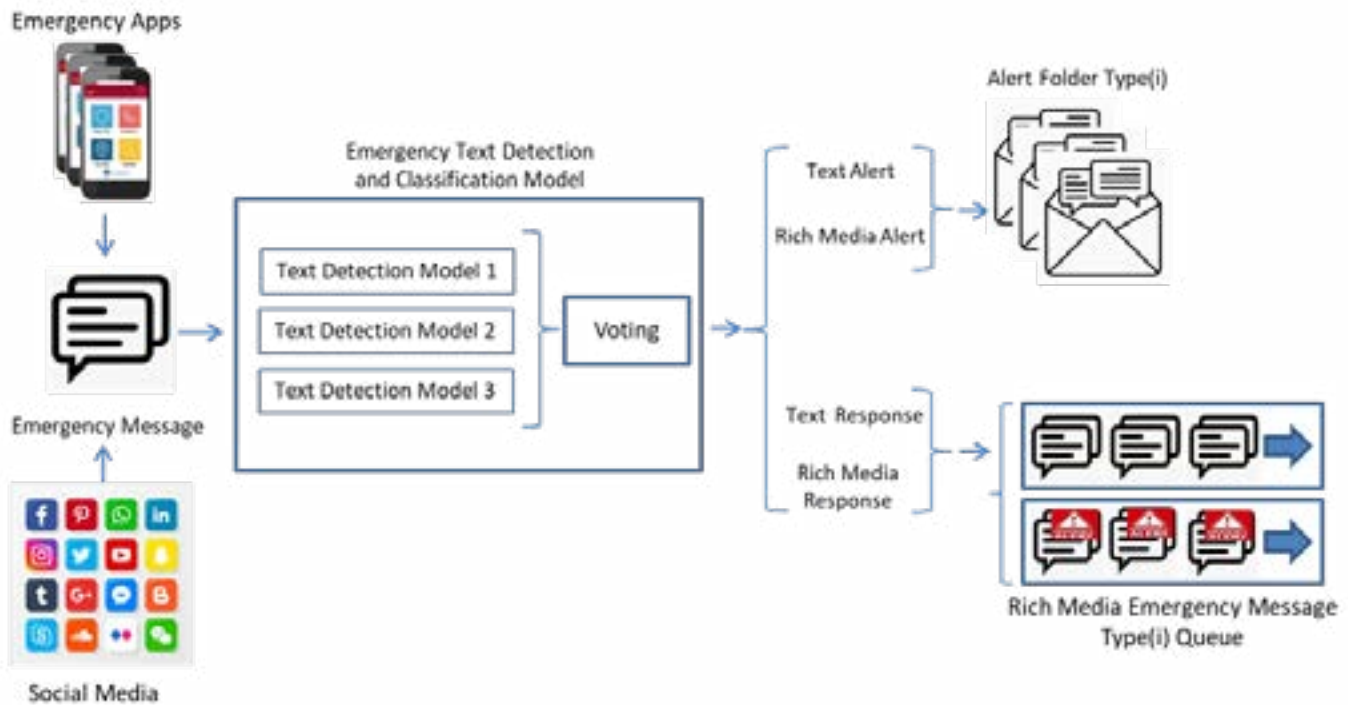 Emergency Apps
Alert Folder Type(i)
Emergency Text Detection
and Classification Model
Text Alert
Rich Media Alert
Text Detection Model 1
Text Detection Model 2
Text Detection Model 3
Voting
Emergency Message
Text Response
Rich Media
Response
Rich Media Emergency Message
Type(i) Queue
Social Media